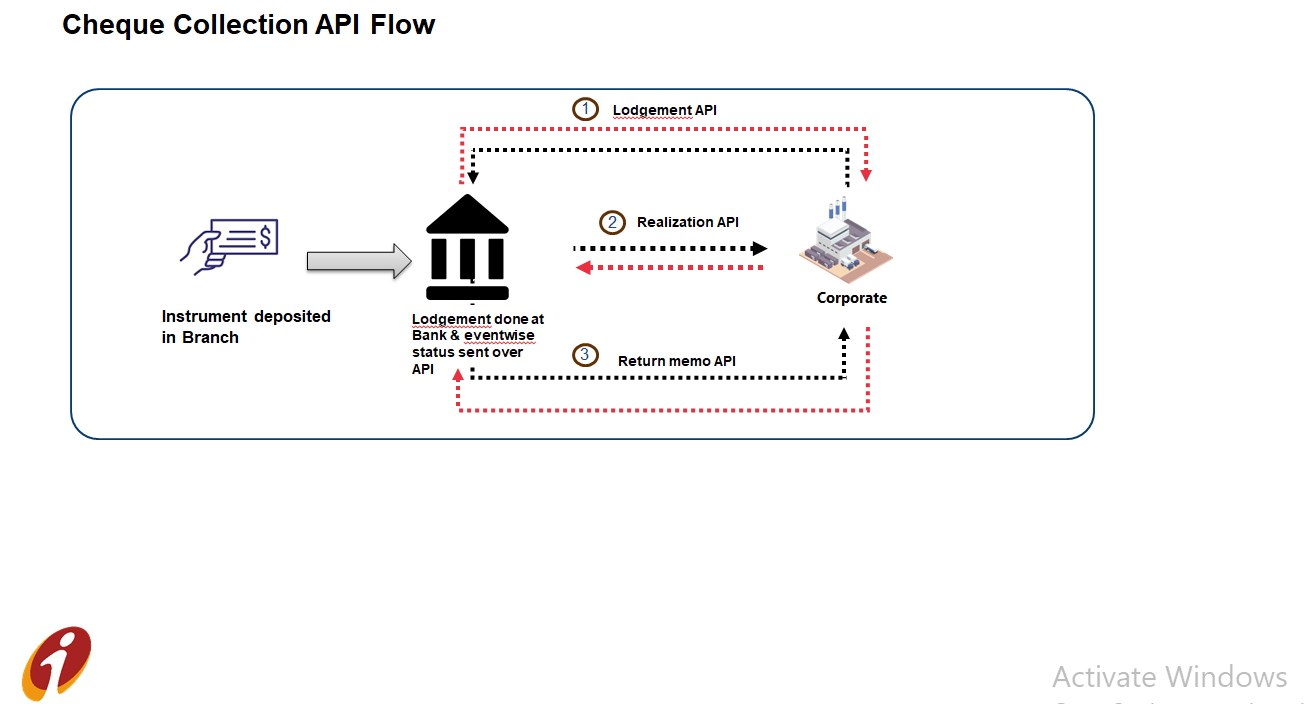 Cheque Collection API Flow
1 Lodgement API
2 Realization API
Corporate
Instrument deposited
in Branch
Lodgement done at
Bank & eventwise
status sent over
API
3 Return memo API
Activate Windows